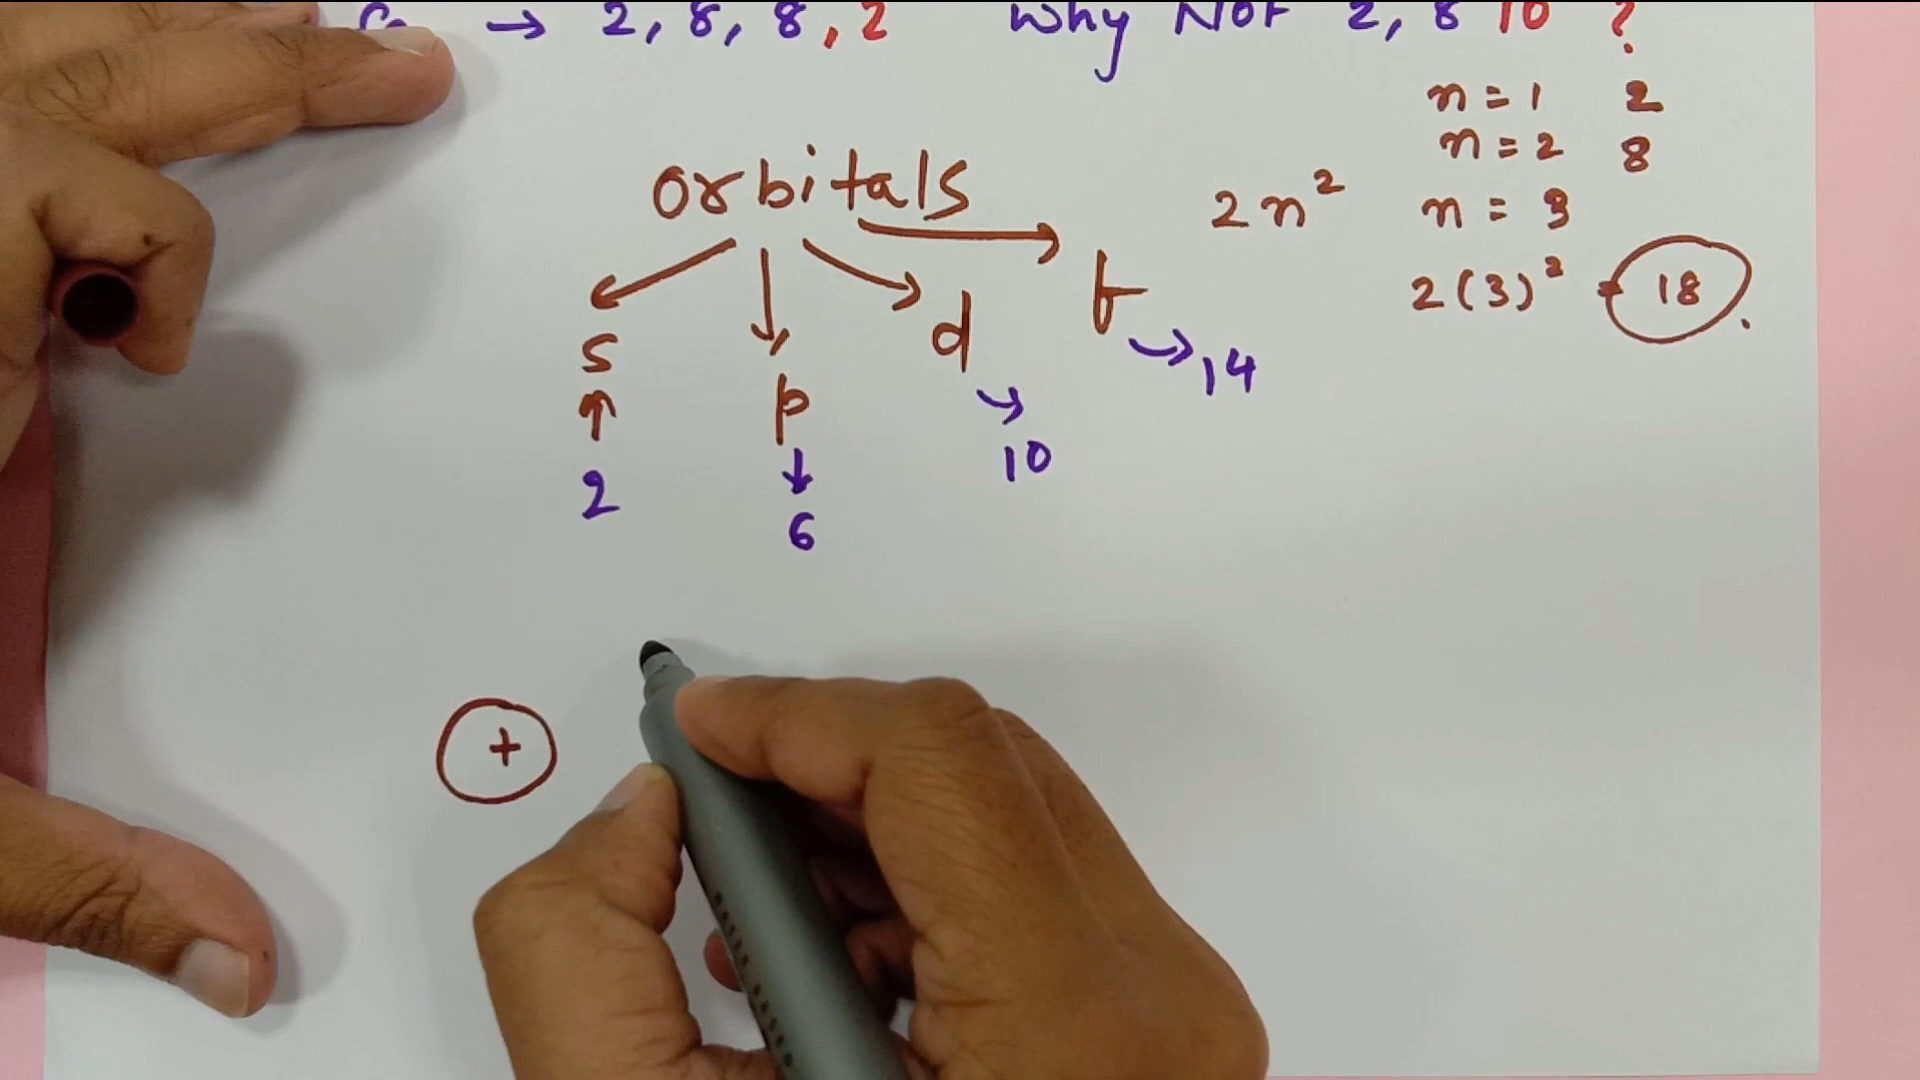 Ca → 2, 8, 8, 2 Why Not 2, 8 10 ?
n = 1 2
n = 2 8
orbitals 2n² n = 3
2(3)² = 18.
s p d f
2 6 10 14
+